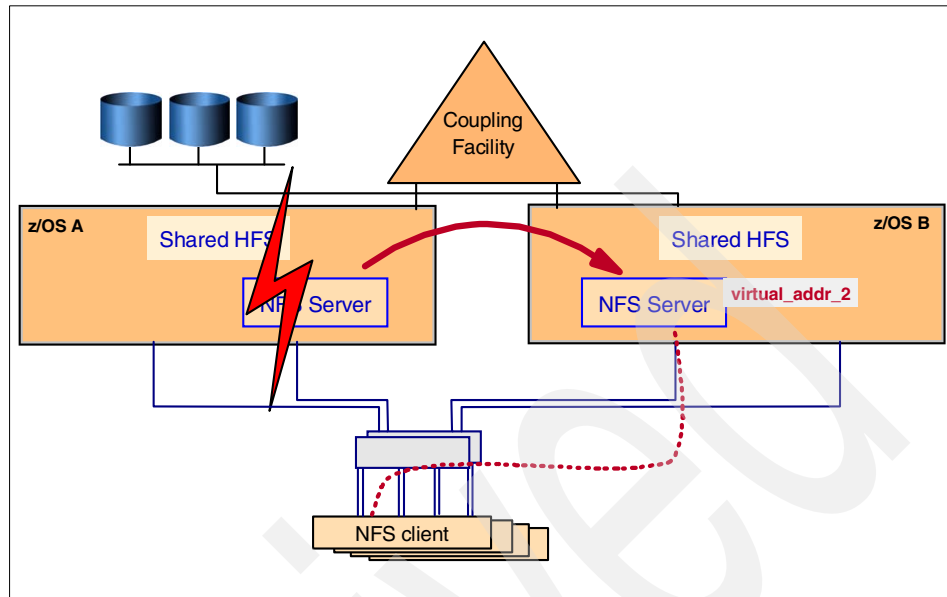 Coupling
Facility
z/OS A
Shared HFS
NFS Server
z/OS B
Shared HFS
NFS Server
virtual_addr_2
NFS client